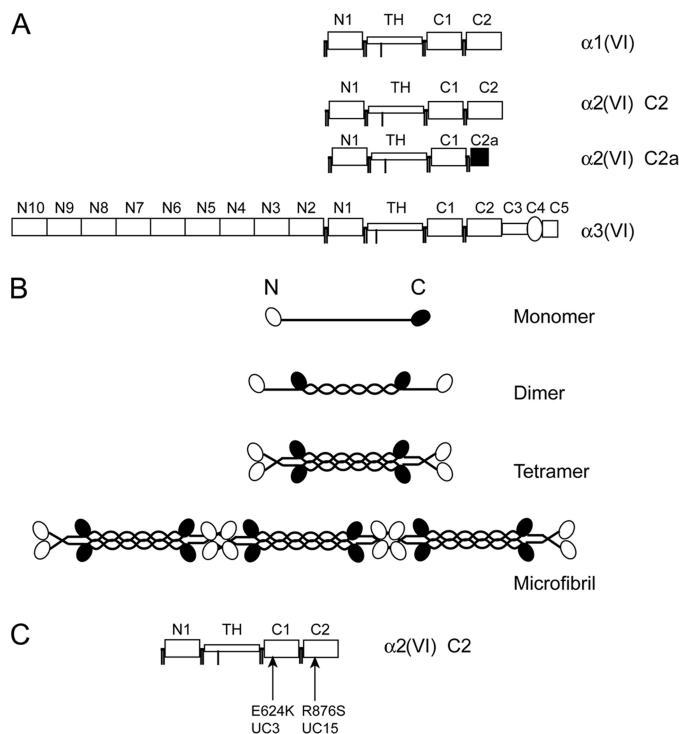 A
N1 TH C1 C2
α1(VI)
N1 TH C1 C2
α2(VI) C2
N1 TH C1 C2a
α2(VI) C2a
N10 N9 N8 N7 N6 N5 N4 N3 N2 N1 TH C1 C2 C3 C4 C5
α3(VI)
B
N C
Monomer
Dimer
Tetramer
Microfibril
C
N1 TH C1 C2
α2(VI) C2
E624K R876S
UC3 UC15